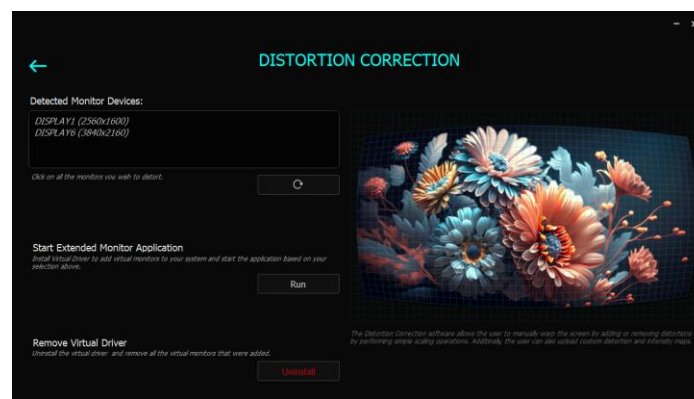 DISTORTION CORRECTION
Detected Monitor Devices:
DISPLAY1 (2560x1600)
DISPLAY6 (3840x2160)
Click on all the monitors you wish to distort.
Start Extended Monitor Application
Install Virtual Driver to add virtual monitors to your system and start the application based on your
selection above.
Run
The Distortion Correction software allows the user to manually warp the screen by adding or removing distortions
by performing simple scaling operations. Additinally, the user can also upload custom distortion and intensity maps.
Remove Virtual Driver
Uninstall the virtual driver and remove all the virtual monitors that were added.
Uninstall